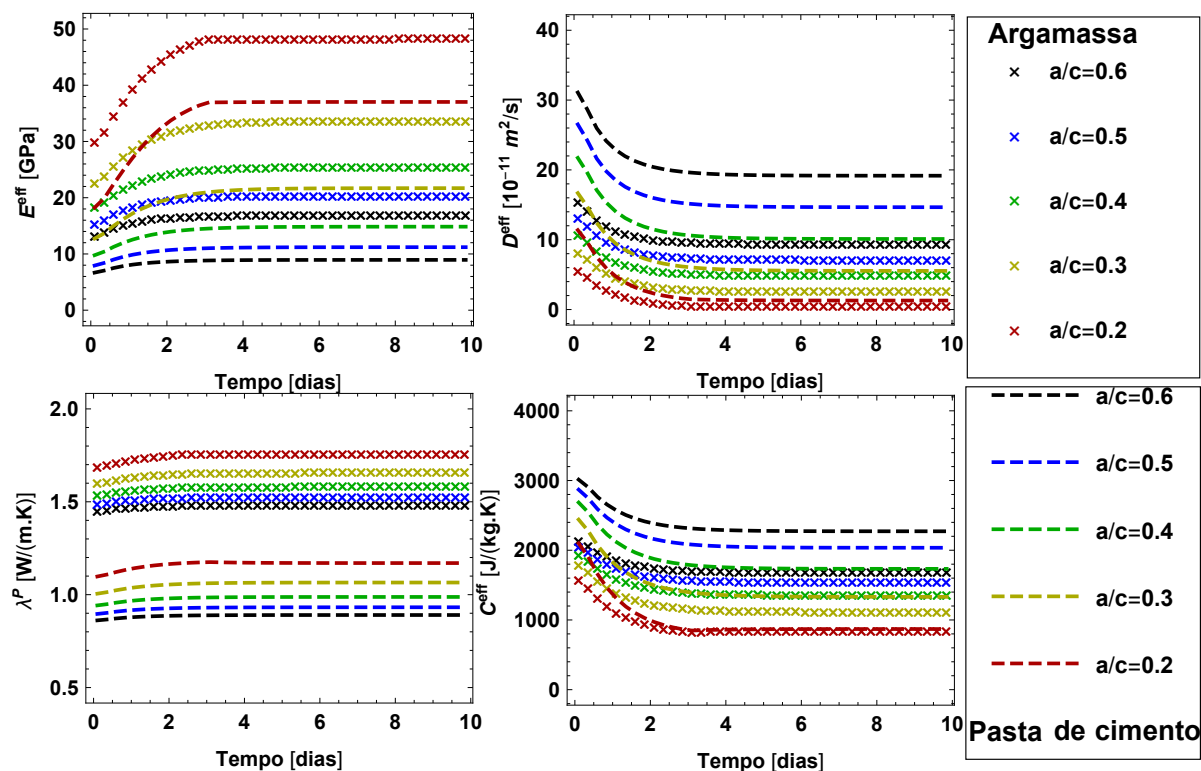 50
40
30
20
10
0
E^eff [GPa]
0 2 4 6 8 10
Tempo [dias]
40
30
20
10
0
D^eff [10^-11 m^2/s]
0 2 4 6 8 10
Tempo [dias]
Argamassa
a/c=0.6
a/c=0.5
a/c=0.4
a/c=0.3
a/c=0.2
2.0
1.5
1.0
0.5
λ^P [W/(m.K)]
0 2 4 6 8 10
Tempo [dias]
4000
3000
2000
1000
0
C^eff [J/(kg.K)]
0 2 4 6 8 10
Tempo [dias]
a/c=0.6
a/c=0.5
a/c=0.4
a/c=0.3
a/c=0.2
Pasta de cimento